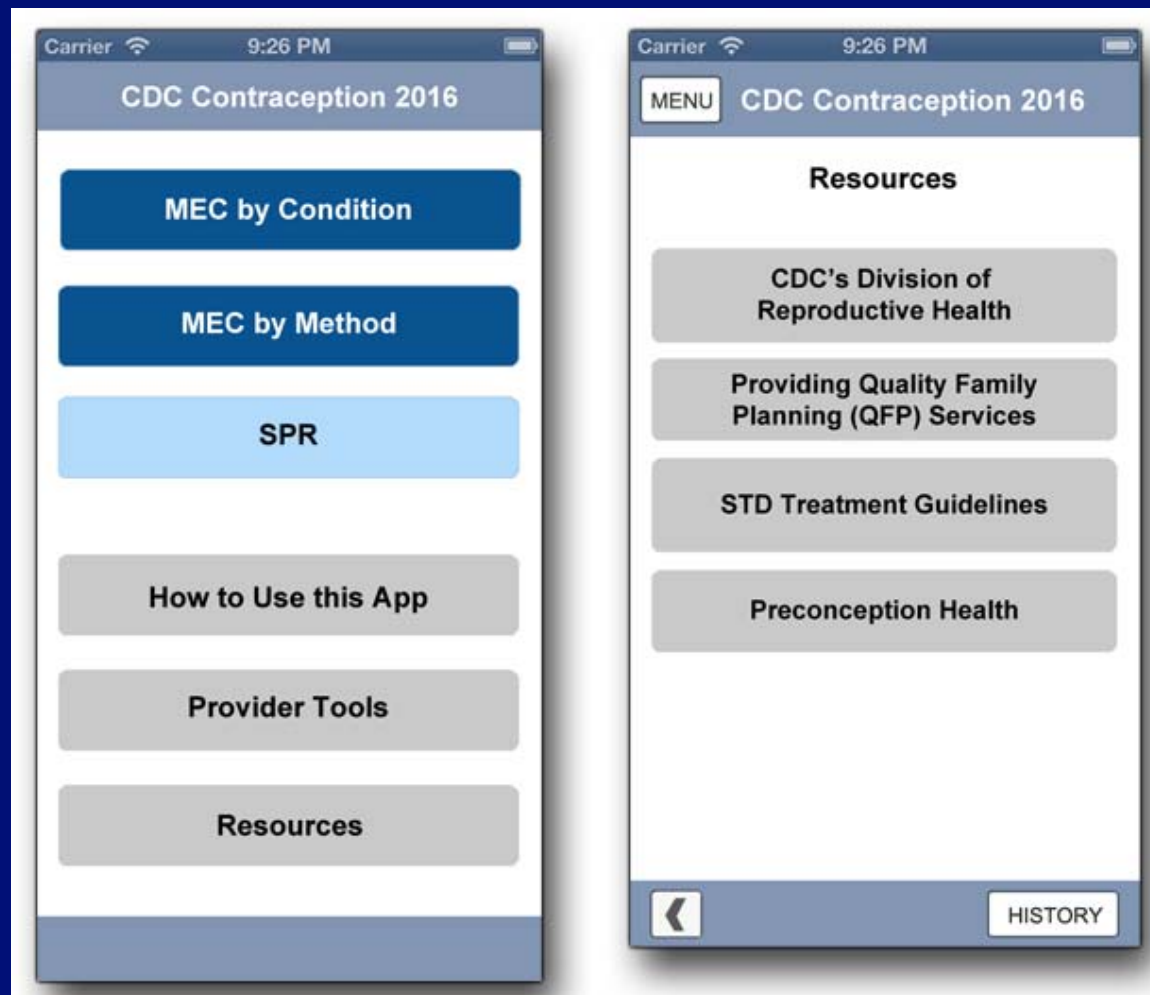 Carrier 9:26 PM
CDC Contraception 2016
MEC by Condition
MEC by Method
SPR
How to Use this App
Provider Tools
Resources
Carrier 9:26 PM
MENU CDC Contraception 2016
Resources
CDC's Division of
Reproductive Health
Providing Quality Family
Planning (QFP) Services
STD Treatment Guidelines
Preconception Health
HISTORY